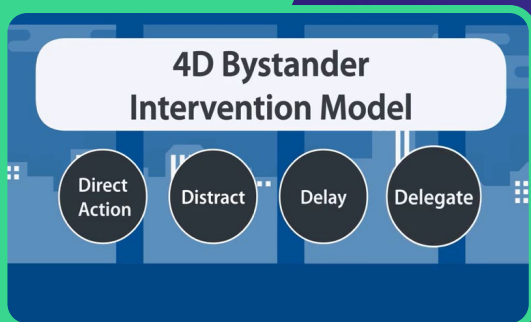 4D Bystander
Intervention Model
Direct
Action
Distract
Delay
Delegate